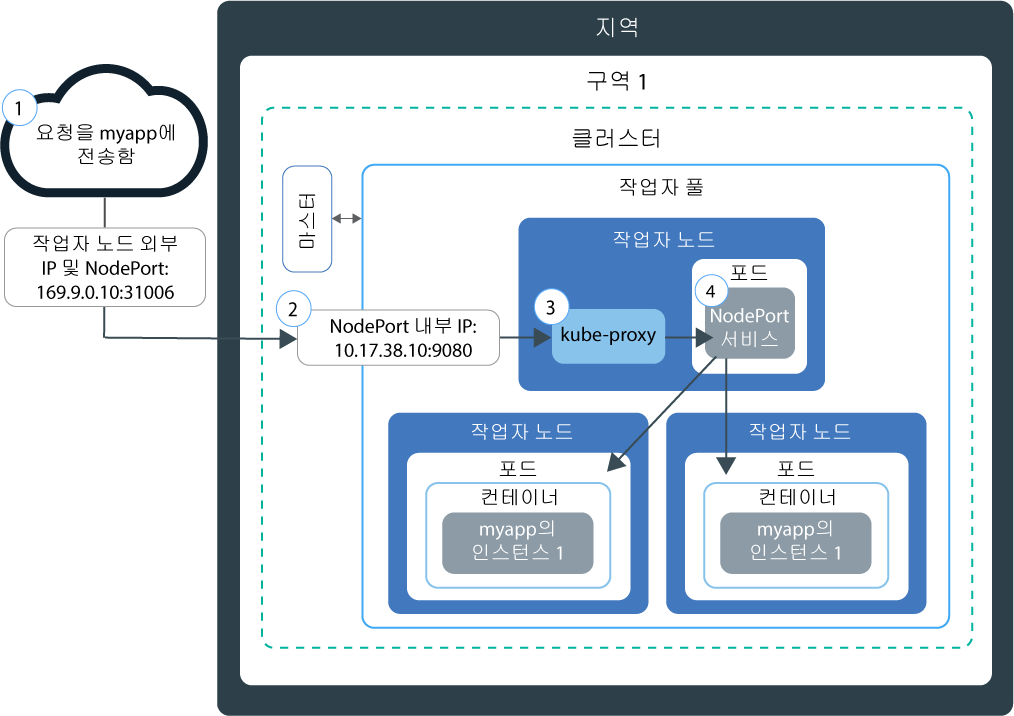 지역
구역 1
클러스터
1
요청을 myapp에
전송함
작업자 노드 외부
IP 및 NodePort:
169.9.0.10:31006
마스터
작업자 풀
작업자 노드
포드
2
NodePort 내부 IP:
10.17.38.10:9080
3
kube-proxy
4
NodePort
서비스
작업자 노드
포드
컨테이너
myapp의
인스턴스 1
작업자 노드
포드
컨테이너
myapp의
인스턴스 1